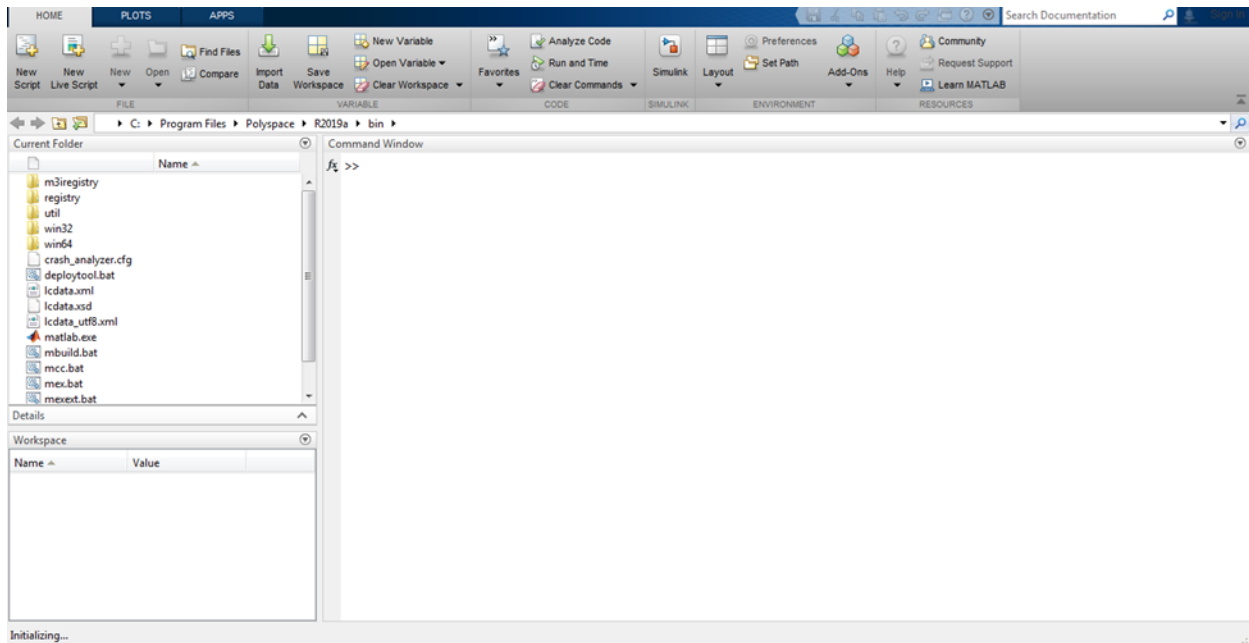 HOME PLOTS APPS Search Documentation Sign In
New Script New Live Script New Open Find Files Compare Import Data Save Workspace New Variable Open Variable Clear Workspace Favorites Analyze Code Run and Time Clear Commands Simulink Layout Preferences Set Path Add-Ons Help Community Request Support Learn MATLAB
FILE VARIABLE CODE SIMULINK ENVIRONMENT RESOURCES
C: Program Files Polyspace R2019a bin
Current Folder
Name
m3iregistry
registry
util
win32
win64
crash_analyzer.cfg
deploytool.bat
lcdata.xml
lcdata.xsd
lcdata_utf8.xml
matlab.exe
mbuild.bat
mcc.bat
mex.bat
mexext.bat
Details
Workspace
Name Value
Command Window
fx >>
Initializing...